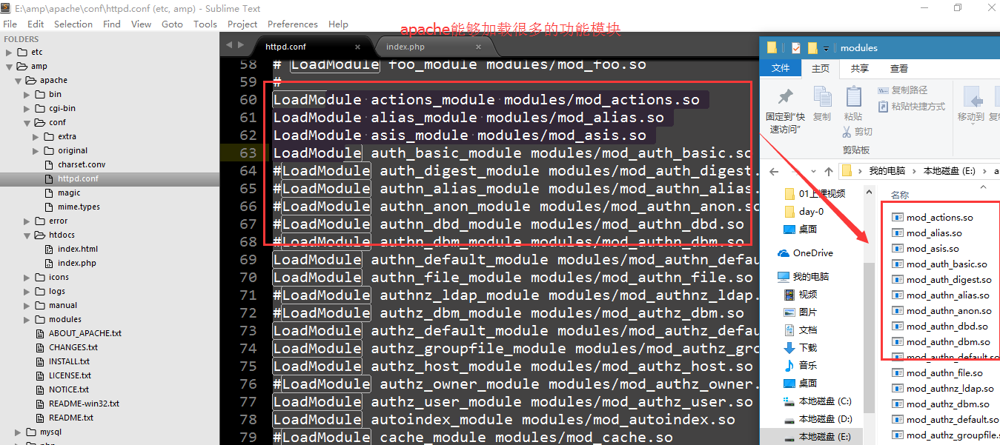 E:\amp\apache\conf\httpd.conf (etc, amp) - Sublime Text
File Edit Selection Find View Goto Tools Project Preferences Help
apache能够加载很多的功能模块
FOLDERS
etc
amp
apache
bin
cgi-bin
conf
extra
original
charset.conv
httpd.conf
magic
mime.types
error
htdocs
index.html
index.php
icons
logs
manual
modules
ABOUT_APACHE.txt
CHANGES.txt
INSTALL.txt
LICENSE.txt
NOTICE.txt
README-win32.txt
README.txt
mysql
php
httpd.conf × index.php ×
58 # LoadModule foo_module modules/mod_foo.so
59 #
60 LoadModule actions_module modules/mod_actions.so
61 LoadModule alias_module modules/mod_alias.so
62 LoadModule asis_module modules/mod_asis.so
63 LoadModule auth_basic_module modules/mod_auth_basic.so
64 #LoadModule auth_digest_module modules/mod_auth_digest.
65 #LoadModule authn_alias_module modules/mod_authn_alias.
66 #LoadModule authn_anon_module modules/mod_authn_anon.so
67 #LoadModule authn_dbd_module modules/mod_authn_dbd.so
68 #LoadModule authn_dbm_module modules/mod_authn_dbm.so
69 LoadModule authn_default_module modules/mod_authn_defau
70 LoadModule authn_file_module modules/mod_authn_file.so
71 #LoadModule authnz_ldap_module modules/mod_authnz_ldap.
72 #LoadModule authz_dbm_module modules/mod_authz_dbm.so
73 LoadModule authz_default_module modules/mod_authz_defau
74 LoadModule authz_groupfile_module modules/mod_authz_gro
75 LoadModule authz_host_module modules/mod_authz_host.so
76 #LoadModule authz_owner_module modules/mod_authz_owner.
77 LoadModule authz_user_module modules/mod_authz_user.so
78 LoadModule autoindex_module modules/mod_autoindex.so
79 #LoadModule cache_module modules/mod_cache.so
modules
文件 主页 共享 查看
固定到“快速访问”
复制
粘贴
复制路径
粘贴快捷方式
剪切
移动到
剪贴板
我的电脑 本地磁盘 (E:) a
01上课视频
day-0
桌面
OneDrive
我的电脑
视频
图片
文档
下载
音乐
桌面
本地磁盘 (C:)
本地磁盘 (D:)
本地磁盘 (E:)
名称
mod_actions.so
mod_alias.so
mod_asis.so
mod_auth_basic.so
mod_auth_digest.so
mod_authn_alias.so
mod_authn_anon.so
mod_authn_dbd.so
mod_authn_dbm.so
mod_authn_default.so
mod_authn_file.so
mod_authnz_ldap.so
mod_authz_dbm.so
mod_authz_default.so
mod_authz_groupfile.s